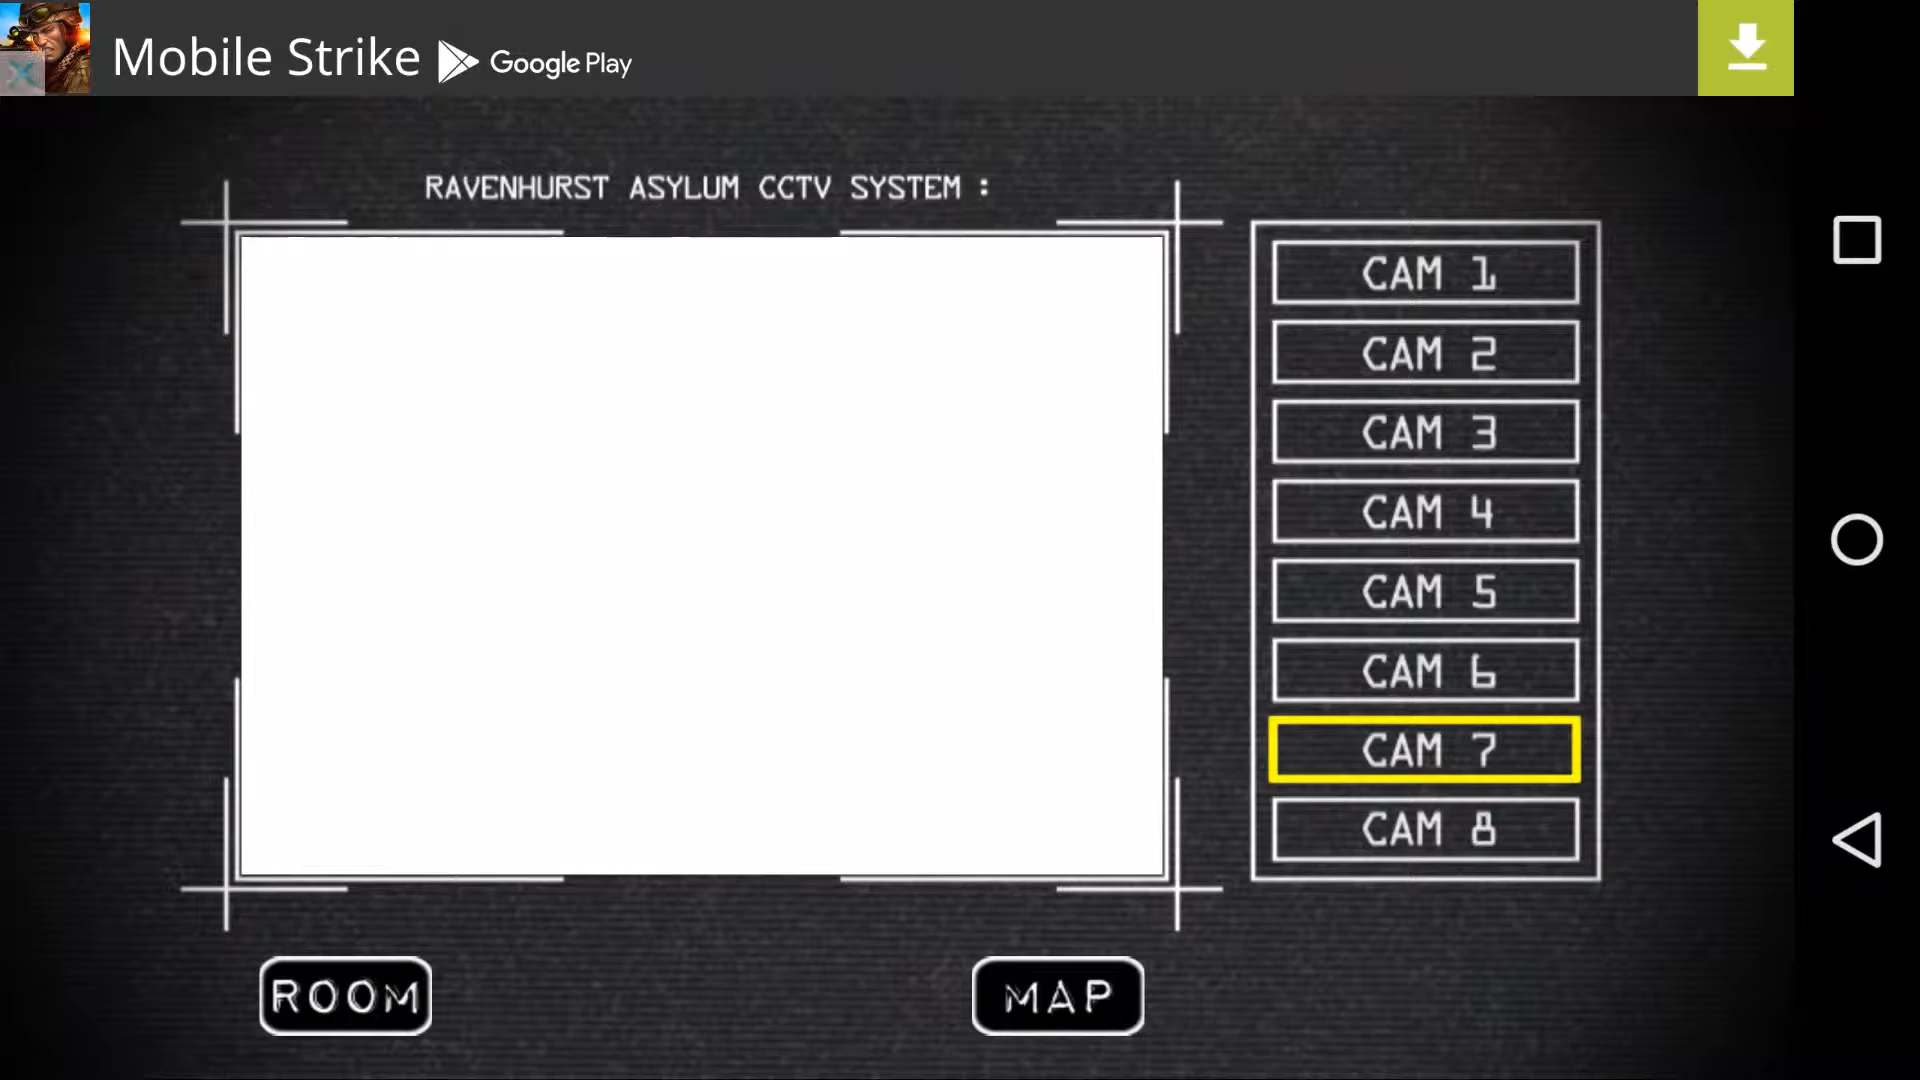 Mobile Strike Google Play
RAVENHURST ASYLUM CCTV SYSTEM :
CAM 1
CAM 2
CAM 3
CAM 4
CAM 5
CAM 6
CAM 7
CAM 8
ROOM
MAP